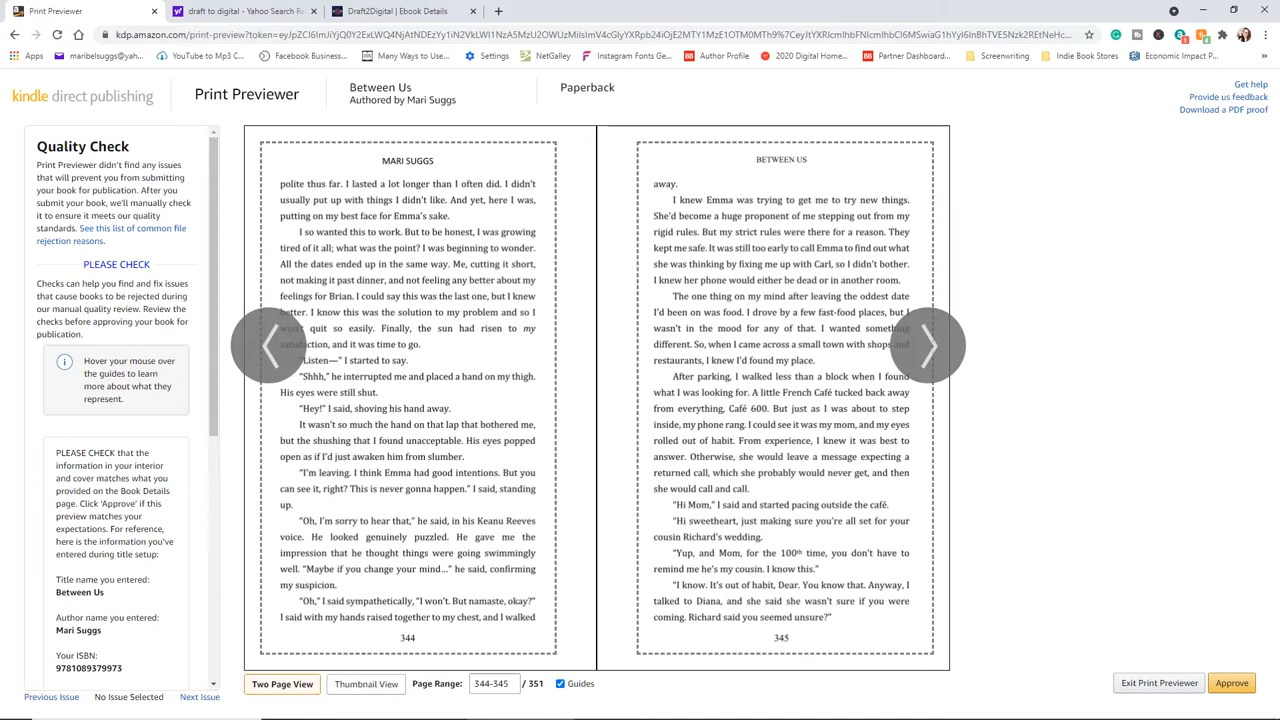 Print Previewer
draft to digital - Yahoo Search Re
Draft2Digital | Ebook Details
kdp.amazon.com/print-preview?token=
Apps
maribelsuggs@yah...
YouTube to Mp3 C...
Facebook Business...
Many Ways to Use...
Settings
NetGalley
Instagram Fonts Ge...
Author Profile
2020 Digital Home...
Partner Dashboard...
Screenwriting
Indie Book Stores
Economic Impact P...
kindle direct publishing
Print Previewer
Between Us
Authored by Mari Suggs
Paperback
Get help
Provide us feedback
Download a PDF proof
Quality Check
Print Previewer didn't find any issues
that will prevent you from submitting
your book for publication. After you
submit your book, we'll manually check
it to ensure it meets our quality
standards. See this list of common file
rejection reasons.
PLEASE CHECK
Checks can help you find and fix issues
that cause books to be rejected during
our manual quality review. Review the
checks before approving your book for
publication.
Hover your mouse over
the guides to learn
more about what they
represent.
PLEASE CHECK that the
information in your interior
and cover matches what you
provided on the Book Details
page. Click 'Approve' if this
preview matches your
expectations. For reference,
here is the information you've
entered during title setup:
Title name you entered:
Between Us
Author name you entered:
Mari Suggs
Your ISBN:
9781089379973
Previous Issue
No Issue Selected
Next Issue
MARI SUGGS
polite thus far. I lasted a lot longer than I often did. I didn't
usually put up with things I didn't like. And yet, here I was,
putting on my best face for Emma's sake.
I so wanted this to work. But to be honest, I was growing
tired of it all; what was the point? I was beginning to wonder.
All the dates ended up in the same way. Me, cutting it short,
not making it past dinner, and not feeling any better about my
feelings for Brian. I could say this was the last one, but I knew
better. I know this was the solution to my problem and so I
won't quit so easily. Finally, the sun had risen to my
satisfaction, and it was time to go.
"Listen—" I started to say.
"Shhh," he interrupted me and placed a hand on my thigh.
His eyes were still shut.
"Hey!" I said, shoving his hand away.
It wasn't so much the hand on that lap that bothered me,
but the shushing that I found unacceptable. His eyes popped
open as if I'd just awaken him from slumber.
"I'm leaving. I think Emma had good intentions. But you
can see it, right? This is never gonna happen." I said, standing
up.
"Oh, I'm sorry to hear that," he said, in his Keanu Reeves
voice. He looked genuinely puzzled. He gave me the
impression that he thought things were going swimmingly
well. "Maybe if you change your mind..." he said, confirming
my suspicion.
"Oh," I said sympathetically, "I won't. But namaste, okay?"
I said with my hands raised together to my chest, and I walked
344
BETWEEN US
away.
I knew Emma was trying to get me to try new things.
She'd become a huge proponent of me stepping out from my
rigid rules. But my strict rules were there for a reason. They
kept me safe. It was still too early to call Emma to find out what
she was thinking by fixing me up with Carl, so I didn't bother.
I knew her phone would either be dead or in another room.
The one thing on my mind after leaving the oddest date
I'd been on was food. I drove by a few fast-food places, but I
wasn't in the mood for any of that. I wanted something
different. So, when I came across a small town with shops and
restaurants, I knew I'd found my place.
After parking, I walked less than a block when I found
what I was looking for. A little French Café tucked back away
from everything, Café 600. But just as I was about to step
inside, my phone rang. I could see it was my mom, and my eyes
rolled out of habit. From experience, I knew it was best to
answer. Otherwise, she would leave a message expecting a
returned call, which she probably would never get, and then
she would call and call.
"Hi Mom," I said and started pacing outside the café.
"Hi sweetheart, just making sure you're all set for your
cousin Richard's wedding.
"Yup, and Mom, for the 100th time, you don't have to
remind me he's my cousin. I know this."
"I know. It's out of habit, Dear. You know that. Anyway, I
talked to Diana, and she said she wasn't sure if you were
coming. Richard said you seemed unsure?"
345
Two Page View
Thumbnail View
Page Range:
344-345
/ 351
Guides
Exit Print Previewer
Approve